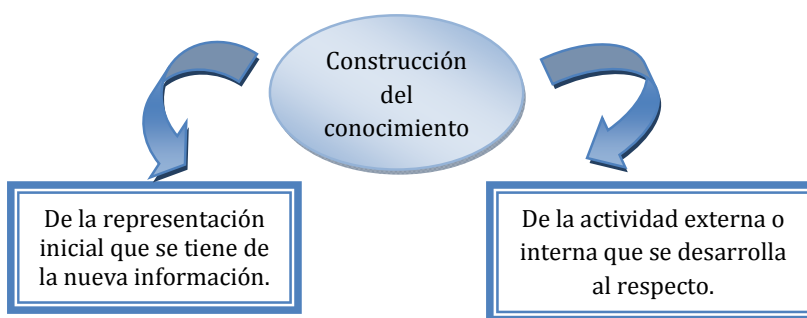 Construcción
del
conocimiento
De la representación
inicial que se tiene de
la nueva información.
De la actividad externa o
interna que se desarrolla
al respecto.